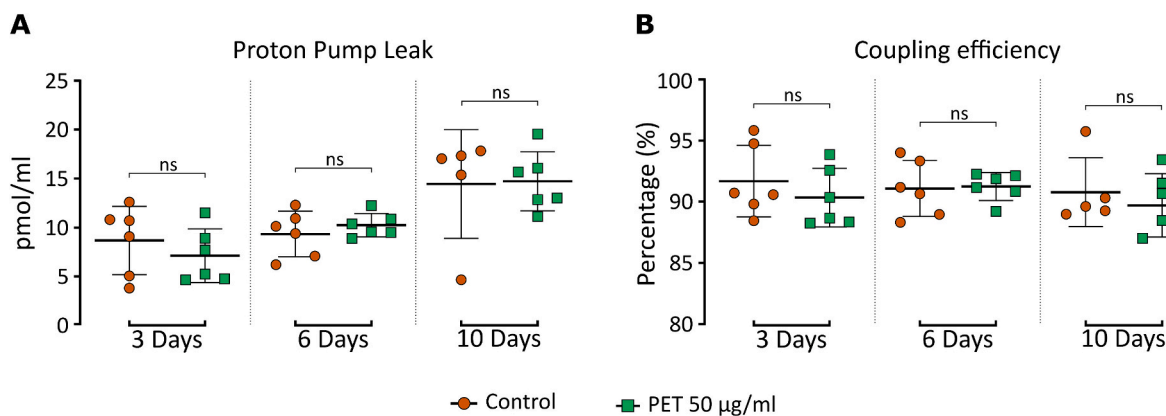 A
Proton Pump Leak
pmol/ml
25
20
15
10
5
0
ns
ns
ns
3 Days
6 Days
10 Days
B
Coupling efficiency
Percentage (%)
100
95
90
85
80
ns
ns
ns
3 Days
6 Days
10 Days
Control
PET 50 µg/ml